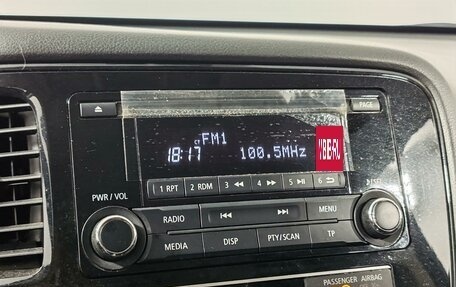 PAGE
FM1
18:17 100.5MHz
1 RPT 2 RDM 3 ◄◄ 4 ►► 5 ►II 6
PWR / VOL
RADIO MENU
MEDIA DISP PTY/SCAN TP
PASSENGER AIRBAG